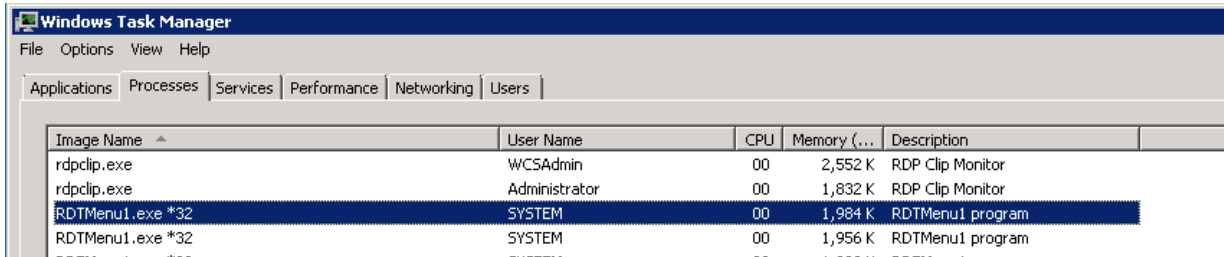 Windows Task Manager
File Options View Help
Applications Processes Services Performance Networking Users
Image Name User Name CPU Memory (... Description
rdpclip.exe WCSAdmin 00 2,552 K RDP Clip Monitor
rdpclip.exe Administrator 00 1,832 K RDP Clip Monitor
RDTMenu1.exe *32 SYSTEM 00 1,984 K RDTMenu1 program
RDTMenu1.exe *32 SYSTEM 00 1,956 K RDTMenu1 program